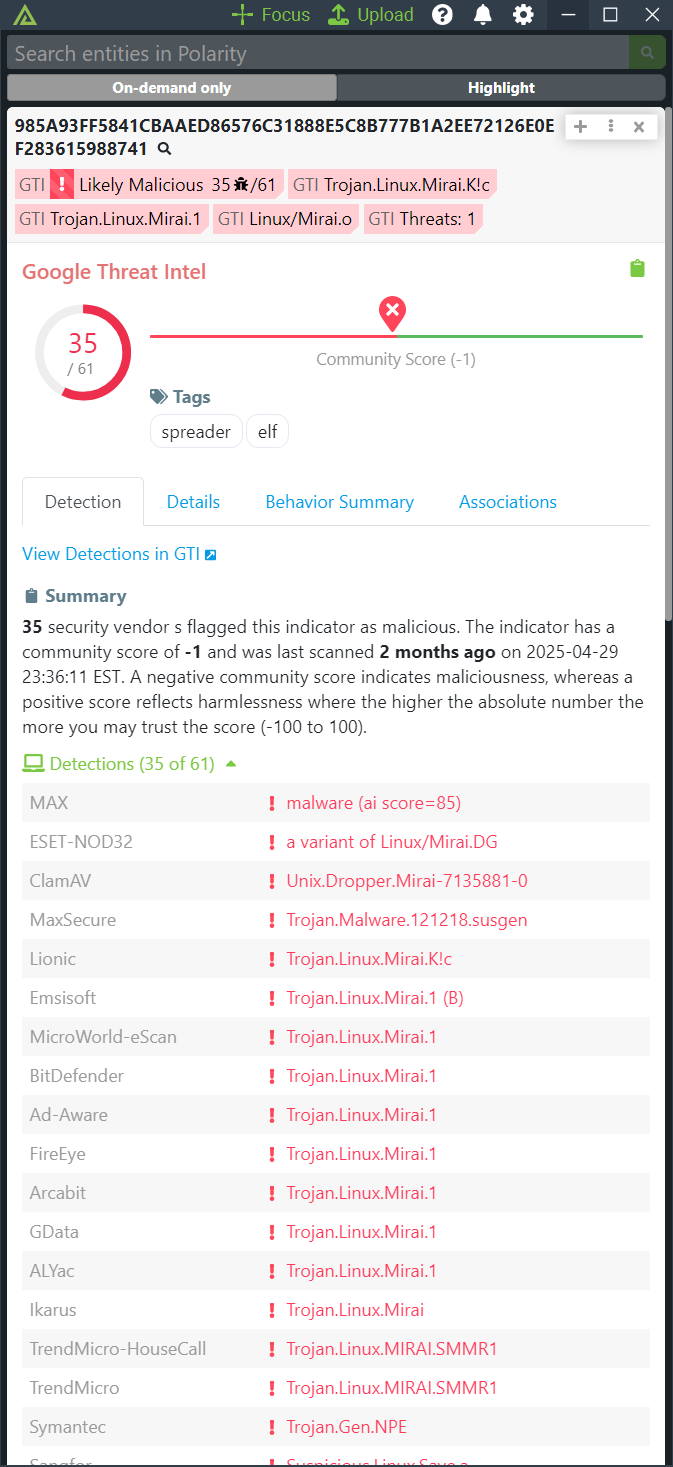 Focus Upload
Search entities in Polarity
On-demand only Highlight
985A93FF5841CBAAED86576C31888E5C8B777B1A2EE72126E0E
F283615988741
GTI Likely Malicious 35 /61 GTI Trojan.Linux.Mirai.K!c
GTI Trojan.Linux.Mirai.1 GTI Linux/Mirai.o GTI Threats: 1
Google Threat Intel
35
/ 61
Community Score (-1)
Tags
spreader elf
Detection Details Behavior Summary Associations
View Detections in GTI
Summary
35 security vendor s flagged this indicator as malicious. The indicator has a
community score of -1 and was last scanned 2 months ago on 2025-04-29
23:36:11 EST. A negative community score indicates maliciousness, whereas a
positive score reflects harmlessness where the higher the absolute number the
more you may trust the score (-100 to 100).
Detections (35 of 61)
MAX malware (ai score=85)
ESET-NOD32 a variant of Linux/Mirai.DG
ClamAV Unix.Dropper.Mirai-7135881-0
MaxSecure Trojan.Malware.121218.susgen
Lionic Trojan.Linux.Mirai.K!c
Emsisoft Trojan.Linux.Mirai.1 (B)
MicroWorld-eScan Trojan.Linux.Mirai.1
BitDefender Trojan.Linux.Mirai.1
Ad-Aware Trojan.Linux.Mirai.1
FireEye Trojan.Linux.Mirai.1
Arcabit Trojan.Linux.Mirai.1
GData Trojan.Linux.Mirai.1
ALYac Trojan.Linux.Mirai.1
Ikarus Trojan.Linux.Mirai
TrendMicro-HouseCall Trojan.Linux.MIRAI.SMMR1
TrendMicro Trojan.Linux.MIRAI.SMMR1
Symantec Trojan.Gen.NPE